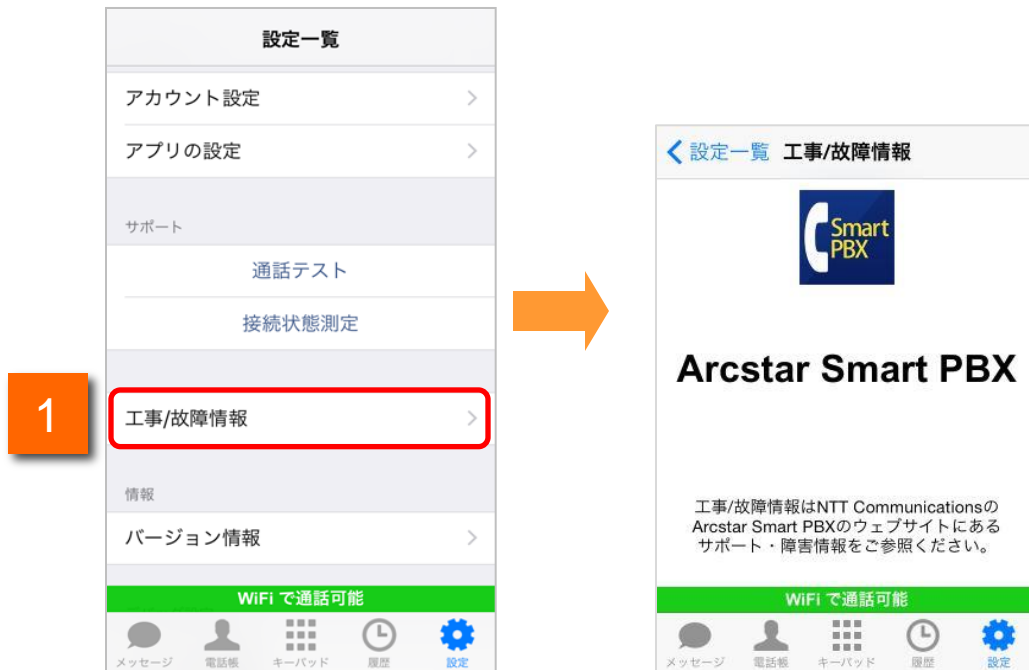 設定一覧
アカウント設定
アプリの設定
サポート
通話テスト
接続状態測定
1
工事/故障情報
情報
バージョン情報
WiFi で通話可能
メッセージ 電話帳 キーパッド 履歴 設定
設定一覧 工事/故障情報
Smart
PBX
Arcstar Smart PBX
工事/故障情報はNTT Communicationsの
Arcstar Smart PBXのウェブサイトにある
サポート・障害情報をご参照ください。
WiFi で通話可能
メッセージ 電話帳 キーパッド 履歴 設定